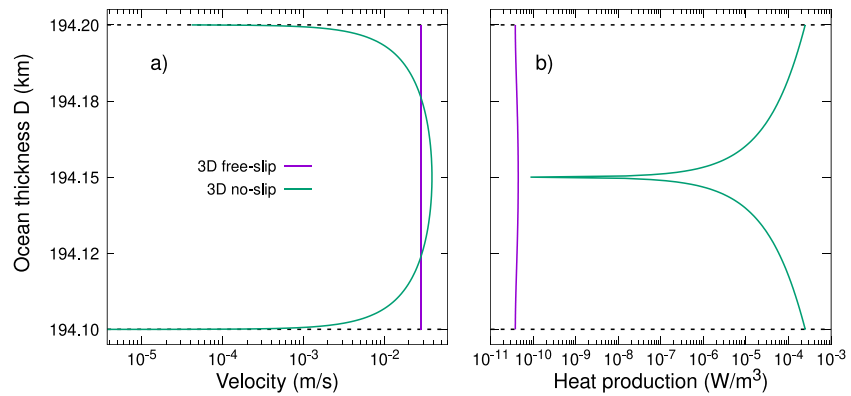 Ocean thickness D (km)
194.20
194.18
194.15
194.12
194.10
a)
3D free-slip
3D no-slip
10-5
10-4
10-3
10-2
Velocity (m/s)
b)
10-11
10-10
10-9
10-8
10-7
10-6
10-5
10-4
10-3
Heat production (W/m3)